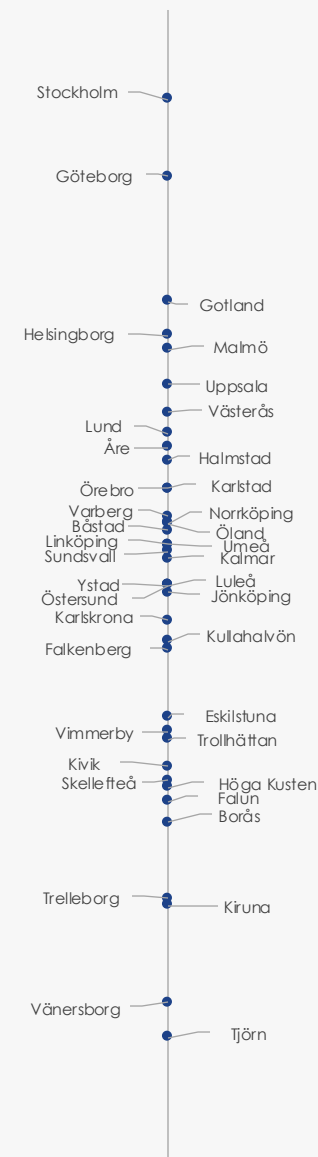 Stockholm
Göteborg
Gotland
Helsingborg
Malmö
Uppsala
Västerås
Lund
Åre
Halmstad
Karlstad
Örebro
Varberg
Norrköping
Båstad
Öland
Linköping
Umeå
Sundsvall
Kalmar
Luleå
Ystad
Jönköping
Östersund
Karlskrona
Kullahalvön
Falkenberg
Eskilstuna
Vimmerby
Trollhättan
Kivik
Skellefteå
Höga Kusten
Falun
Borås
Trelleborg
Kiruna
Vänersborg
Tjörn